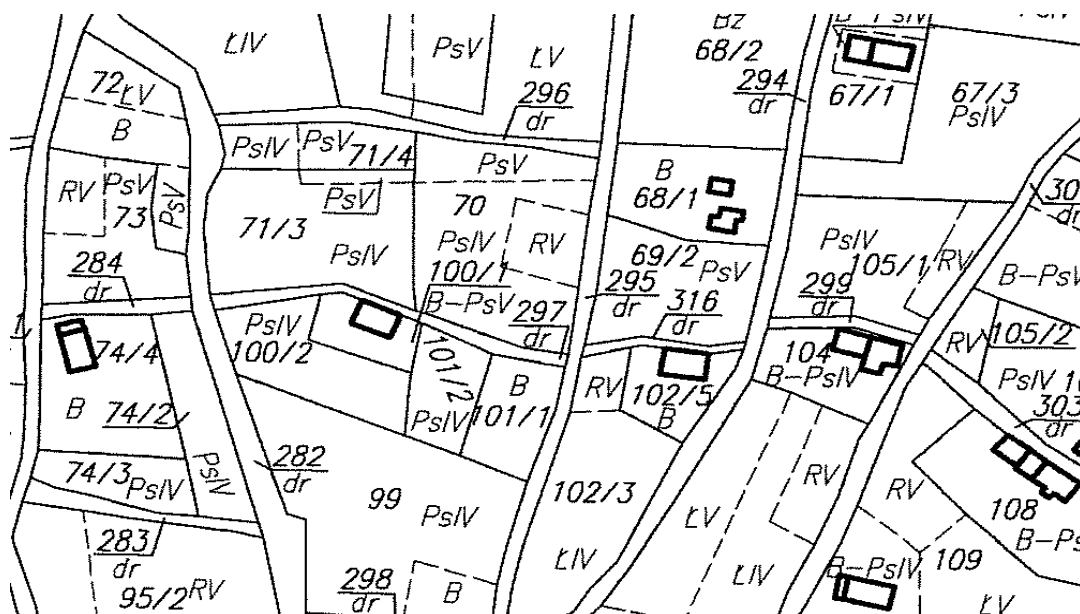 Bz
B-PsIV
ŁIV
PsV
ŁV
68/2
294
dr
67/1
67/3
PsIV
72
ŁV
B
296
dr
PsIV
PsV
71/4
PsV
B
68/1
RV
PsV
73
PsV
71/3
PsV
70
PsIV
PsIV
RV
69/2
PsV
PsIV
105/1
RV
B-PsV
284
dr
100/1
B-PsV
297
dr
295
dr
316
dr
299
dr
PsIV
100/2
74/4
101/2
B
101/1
RV
102/5
B
104
B-PsIV
RV
105/2
PsIV
303
dr
B
74/2
PsIV
PsIV
74/3
PsIV
282
dr
99
PsIV
102/3
ŁV
RV
RV
108
B-Ps
283
dr
95/2
RV
298
dr
B
ŁIV
ŁIV
B-PsIV
109
ŁV